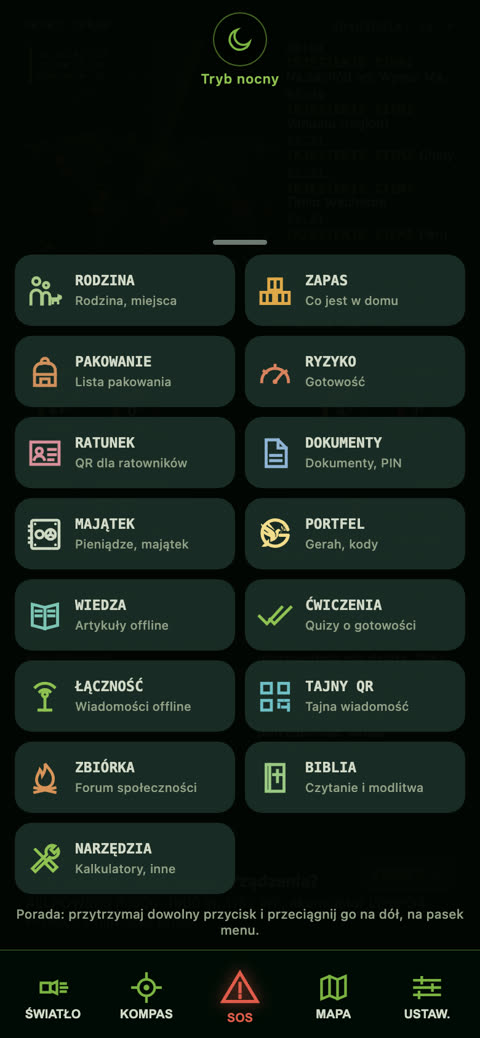 Tryb nocny
RODZINA
Rodzina, miejsca
ZAPAS
Co jest w domu
PAKOWANIE
Lista pakowania
RYZYKO
Gotowość
RATUNEK
QR dla ratowników
DOKUMENTY
Dokumenty, PIN
MAJĄTEK
Pieniądze, majątek
PORTFEL
Gerah, kody
WIEDZA
Artykuły offline
ĆWICZENIA
Quizy o gotowości
ŁĄCZNOŚĆ
Wiadomości offline
TAJNY QR
Tajna wiadomość
ZBIÓRKA
Forum społeczności
BIBLIA
Czytanie i modlitwa
NARZĘDZIA
Kalkulatory, inne
Porada: przytrzymaj dowolny przycisk i przeciągnij go na dół, na pasek
menu.
ŚWIATŁO
KOMPAS
SOS
MAPA
USTAW.